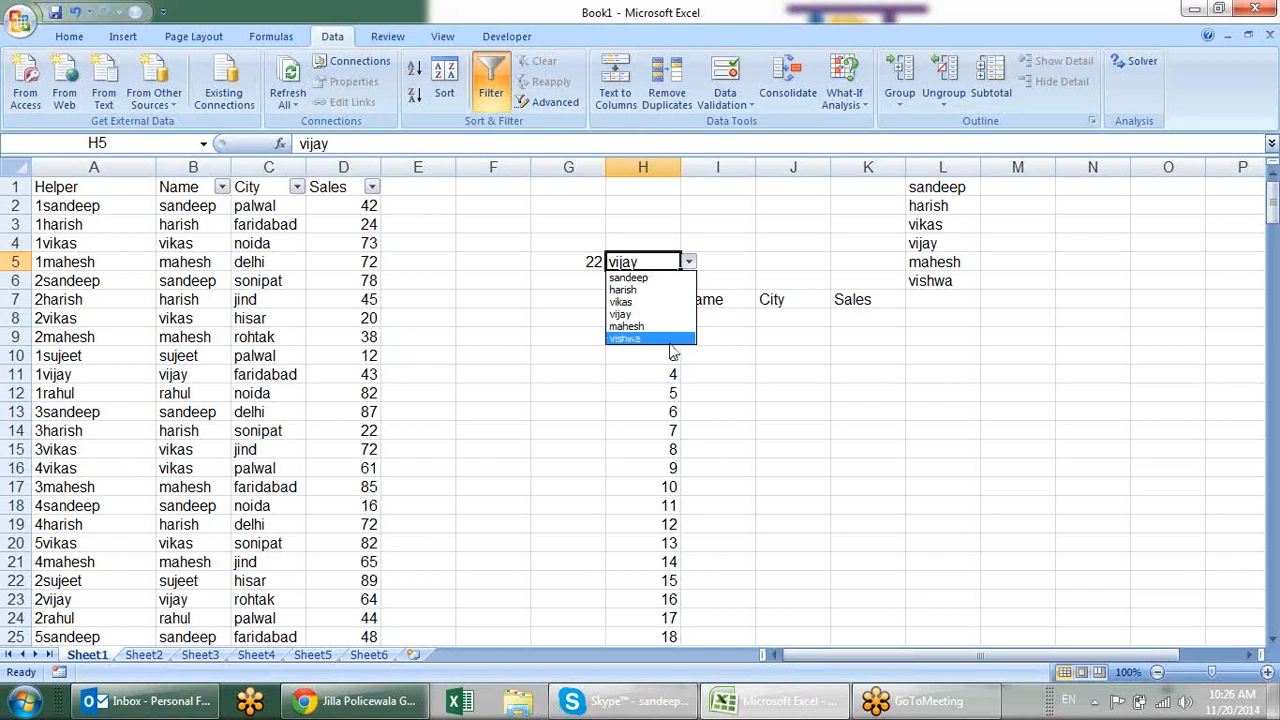 Book1 - Microsoft Excel
Home Insert Page Layout Formulas Data Review View Developer
From Access
From Web
From Text
From Other Sources
Existing Connections
Get External Data
Refresh All
Connections
Properties
Edit Links
Connections
Sort
Filter
Clear
Reapply
Advanced
Sort & Filter
Text to Columns
Remove Duplicates
Data Validation
Consolidate
What-If Analysis
Data Tools
Group
Ungroup
Subtotal
Show Detail
Hide Detail
Outline
Solver
Analysis
H5 fx vijay
A B C D E F G H I J K L M N O P
1 Helper Name City Sales sandeep
2 1sandeep sandeep palwal 42 harish
3 1harish harish faridabad 24 vikas
4 1vikas vikas noida 73 vijay
5 1mahesh mahesh delhi 72 22 vijay mahesh
6 2sandeep sandeep sonipat 78 vishwa
7 2harish harish jind 45 ame City Sales
8 2vikas vikas hisar 20
9 2mahesh mahesh rohtak 38
10 1sujeet sujeet palwal 12
11 1vijay vijay faridabad 43 4
12 1rahul rahul noida 82 5
13 3sandeep sandeep delhi 87 6
14 3harish harish sonipat 22 7
15 3vikas vikas jind 72 8
16 4vikas vikas palwal 61 9
17 3mahesh mahesh faridabad 85 10
18 4sandeep sandeep noida 16 11
19 4harish harish delhi 72 12
20 5vikas vikas sonipat 82 13
21 4mahesh mahesh jind 65 14
22 2sujeet sujeet hisar 89 15
23 2vijay vijay rohtak 64 16
24 2rahul rahul palwal 44 17
25 5sandeep sandeep faridabad 48 18
sandeep
harish
vikas
vijay
mahesh
vishwa
Sheet1 Sheet2 Sheet3 Sheet4 Sheet5 Sheet6
Ready 100%
Inbox - Personal F...
Jilla Policewala G...
Skype™ - sandeep...
Microsoft Excel - ...
GoToMeeting
EN
10:26 AM
11/20/2014